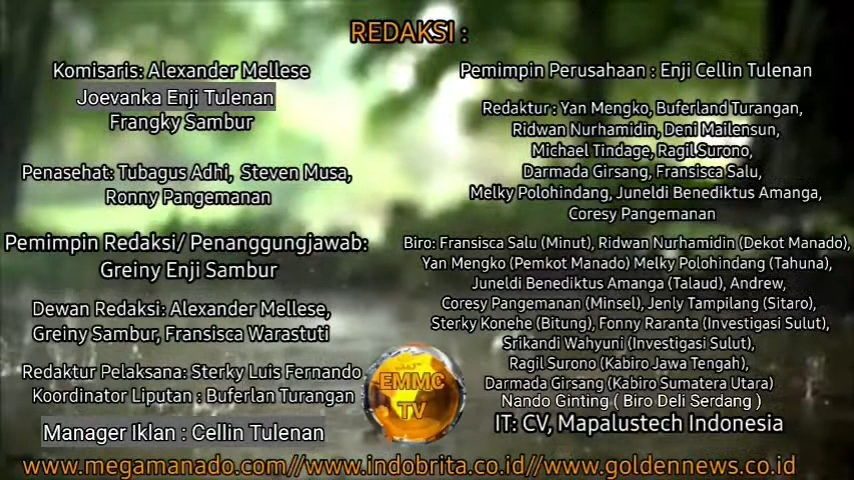 REDAKSI :
Komisaris: Alexander Mellese
Joevanka Enji Tulenan
Frangky Sambur
Penasehat: Tubagus Adhi, Steven Musa,
Ronny Pangemanan
Pemimpin Redaksi/ Penanggungjawab:
Greiny Enji Sambur
Dewan Redaksi: Alexander Mellese,
Greiny Sambur, Fransisca Warastuti
Redaktur Pelaksana: Sterky Luis Fernando
Koordinator Liputan : Buferlan Turangan
Manager Iklan : Cellin Tulenan
Pemimpin Perusahaan : Enji Cellin Tulenan
Redaktur : Yan Mengko, Buferland Turangan,
Ridwan Nurhamidin, Deni Mailensun,
Michael Tindage, Ragil Surono,
Darmada Girsang, Fransisca Salu,
Melky Polohindang, Juneldi Benediktus Amanga,
Coresy Pangemanan
Biro: Fransisca Salu (Minut), Ridwan Nurhamidin (Dekot Manado),
Yan Mengko (Pemkot Manado) Melky Polohindang (Tahuna),
Juneldi Benediktus Amanga (Talaud), Andrew,
Coresy Pangemanan (Minsel), Jenly Tampilang (Sitaro),
Sterky Konehe (Bitung), Fonny Raranta (Investigasi Sulut),
Srikandi Wahyuni (Investigasi Sulut),
Ragil Surono (Kabiro Jawa Tengah),
Darmada Girsang (Kabiro Sumatera Utara)
Nando Ginting ( Biro Deli Serdang )
IT: CV, Mapalustech Indonesia
EMMC
TV
www.megamanado.com//www.indobrita.co.id//www.goldennews.co.id